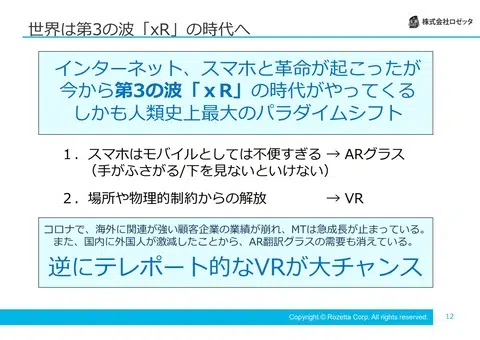 世界は第3の波「xR」の時代へ
株式会社ロゼッタ
インターネット、スマホと革命が起こったが
今から第3の波「ｘR」の時代がやってくる
しかも人類史上最大のパラダイムシフト
１．スマホはモバイルとしては不便すぎる → ARグラス
（手がふさがる/下を見ないといけない）
２．場所や物理的制約からの解放 → VR
コロナで、海外に関連が強い顧客企業の業績が崩れ、MTは急成長が止まっている。
また、国内に外国人が激減したことから、AR翻訳グラスの需要も消えている。
逆にテレポート的なVRが大チャンス
Copyright © Rozetta Corp. All rights reserved.
12